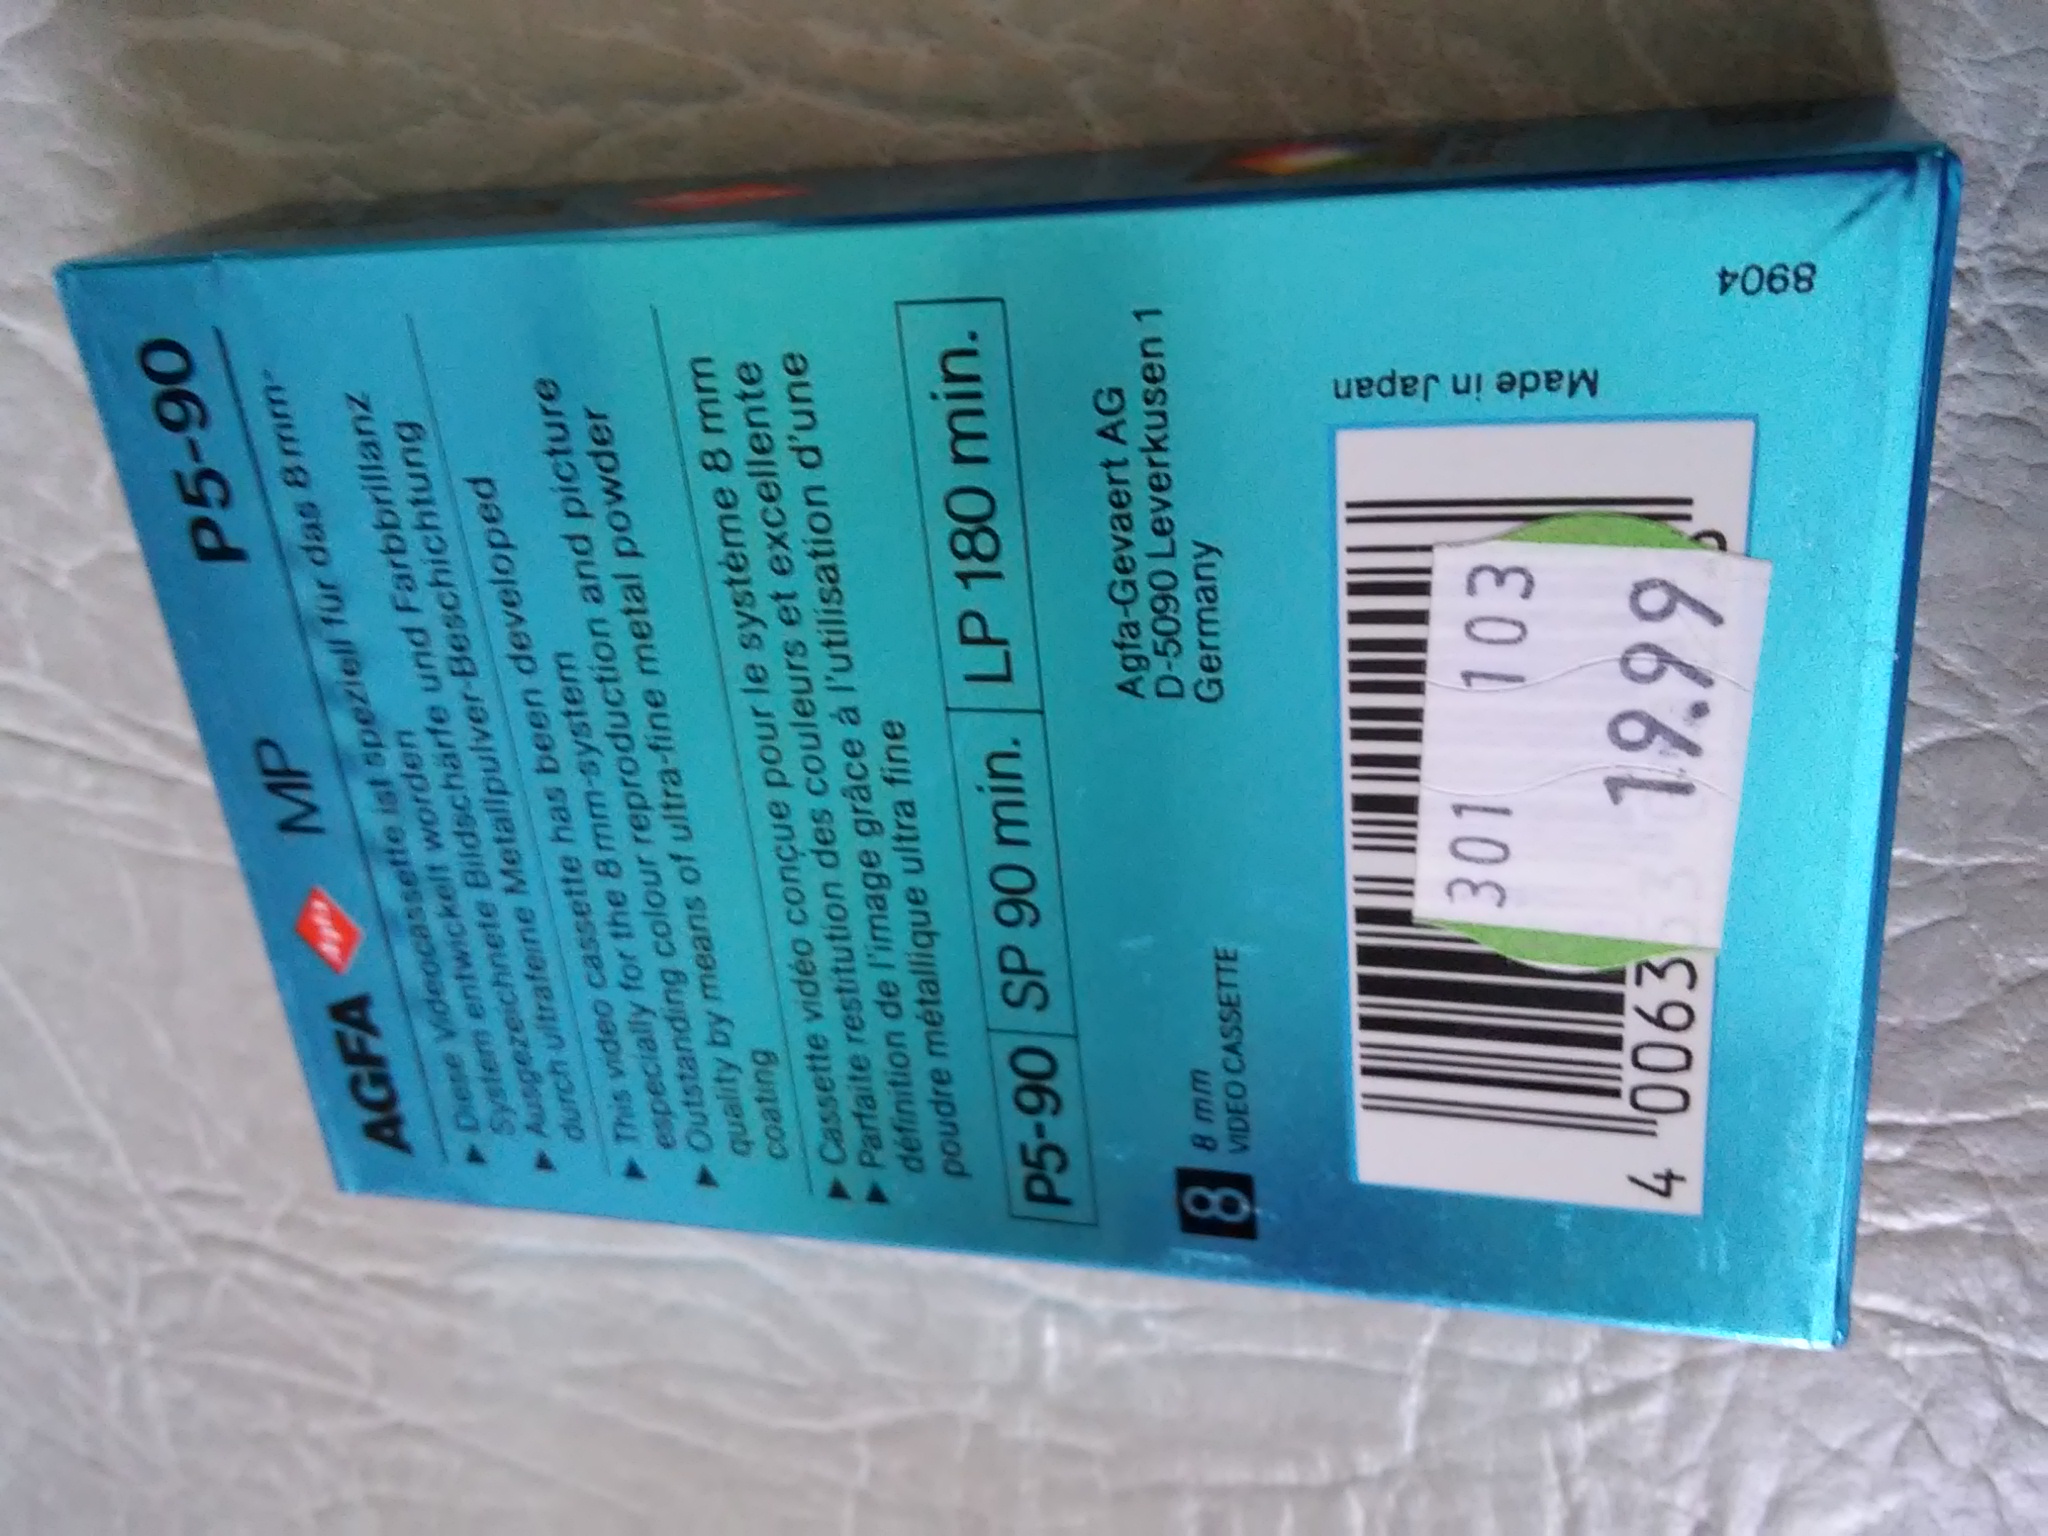 AGFA Agfa MP P5-90
▶ Diese Videocassette ist speziell für das 8 mm-
System entwickelt worden
▶ Ausgezeichnete Bildschärfe und Farbbrillanz
durch ultrafeine Metallpulver-Beschichtung
▶ This video cassette has been developed
especially for the 8 mm-system
▶ Outstanding colour reproduction and picture
quality by means of ultra-fine metal powder
coating
▶ Cassette vidéo conçue pour le système 8 mm
▶ Parfaite restitution des couleurs et excellente
définition de l'image grâce à l'utilisation d'une
poudre métallique ultra fine
P5-90 SP 90 min. LP 180 min.
8 8 mm
VIDEO CASSETTE
Agfa-Gevaert AG
D-5090 Leverkusen 1
Germany
Made in Japan
8904
301 103
19.99
4 0063